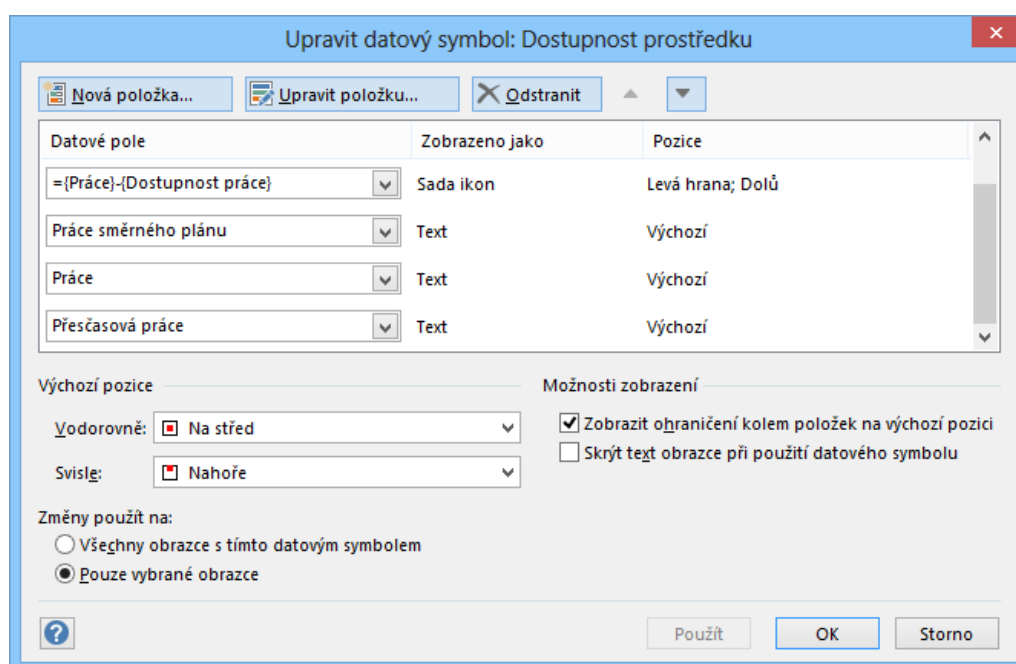 Upravit datový symbol: Dostupnost prostředku
Nová položka... Upravit položku... Odstranit
Datové pole Zobrazeno jako Pozice
={Práce}-{Dostupnost práce} Sada ikon Levá hrana; Dolů
Práce směrného plánu Text Výchozí
Práce Text Výchozí
Přesčasová práce Text Výchozí
Výchozí pozice Možnosti zobrazení
Vodorovně: Na střed Zobrazit ohraničení kolem položek na výchozí pozici
Skrýt text obrazce při použití datového symbolu
Svisle: Nahoře
Změny použít na:
Všechny obrazce s tímto datovým symbolem
Pouze vybrané obrazce
? Použít OK Storno